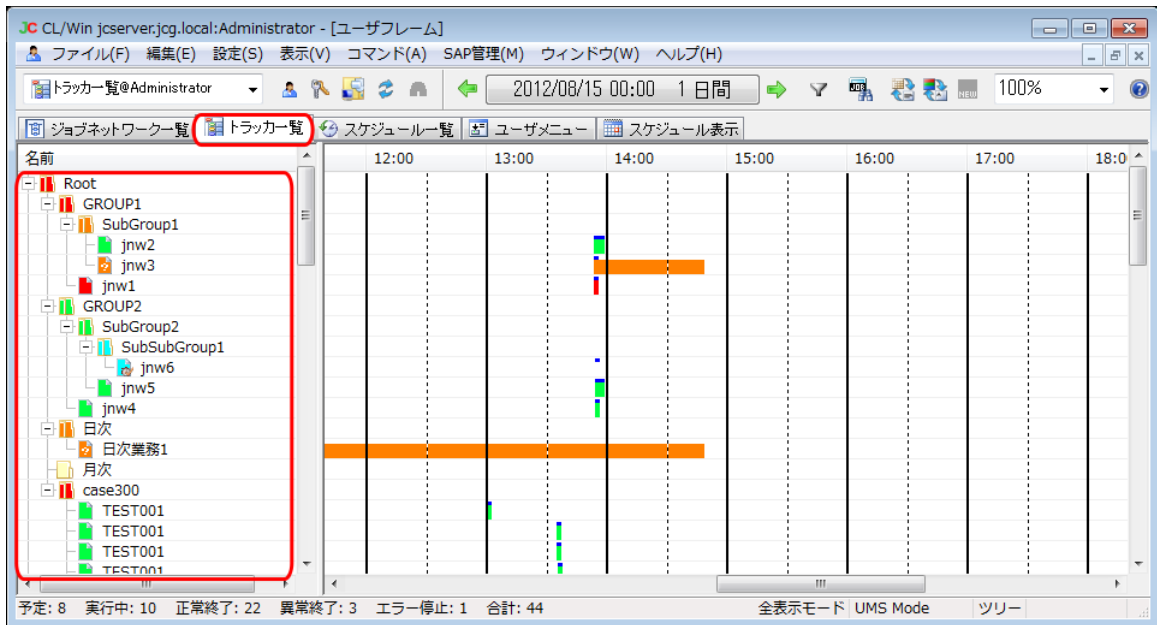 JC CL/Win jcserver.jcg.local:Administrator - [ユーザフレーム]
ファイル(F) 編集(E) 設定(S) 表示(V) コマンド(A) SAP管理(M) ウィンドウ(W) ヘルプ(H)
トラッカ一覧@Administrator 2012/08/15 00:00 1 日間 NEW 100%
ジョブネットワーク一覧 トラッカ一覧 スケジュール一覧 ユーザメニュー スケジュール表示
名前 12:00 13:00 14:00 15:00 16:00 17:00 18:0
Root
GROUP1
SubGroup1
jnw2
jnw3
jnw1
GROUP2
SubGroup2
SubSubGroup1
jnw6
jnw5
jnw4
日次
日次業務1
月次
case300
TEST001
TEST001
TEST001
TEST001
予定: 8 実行中: 10 正常終了: 22 異常終了: 3 エラー停止: 1 合計: 44 全表示モード UMS Mode ツリー